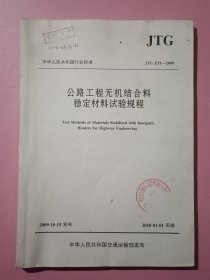 JTG
中华人民共和国行业标准
JTG E51—2009
公路工程无机结合料
稳定材料试验规程
Test Methods of Materials Stabilized with Inorganic
Binders for Highway Engineering
2009-10-15 发布
2010-01-01 实施
中华人民共和国交通运输部发布